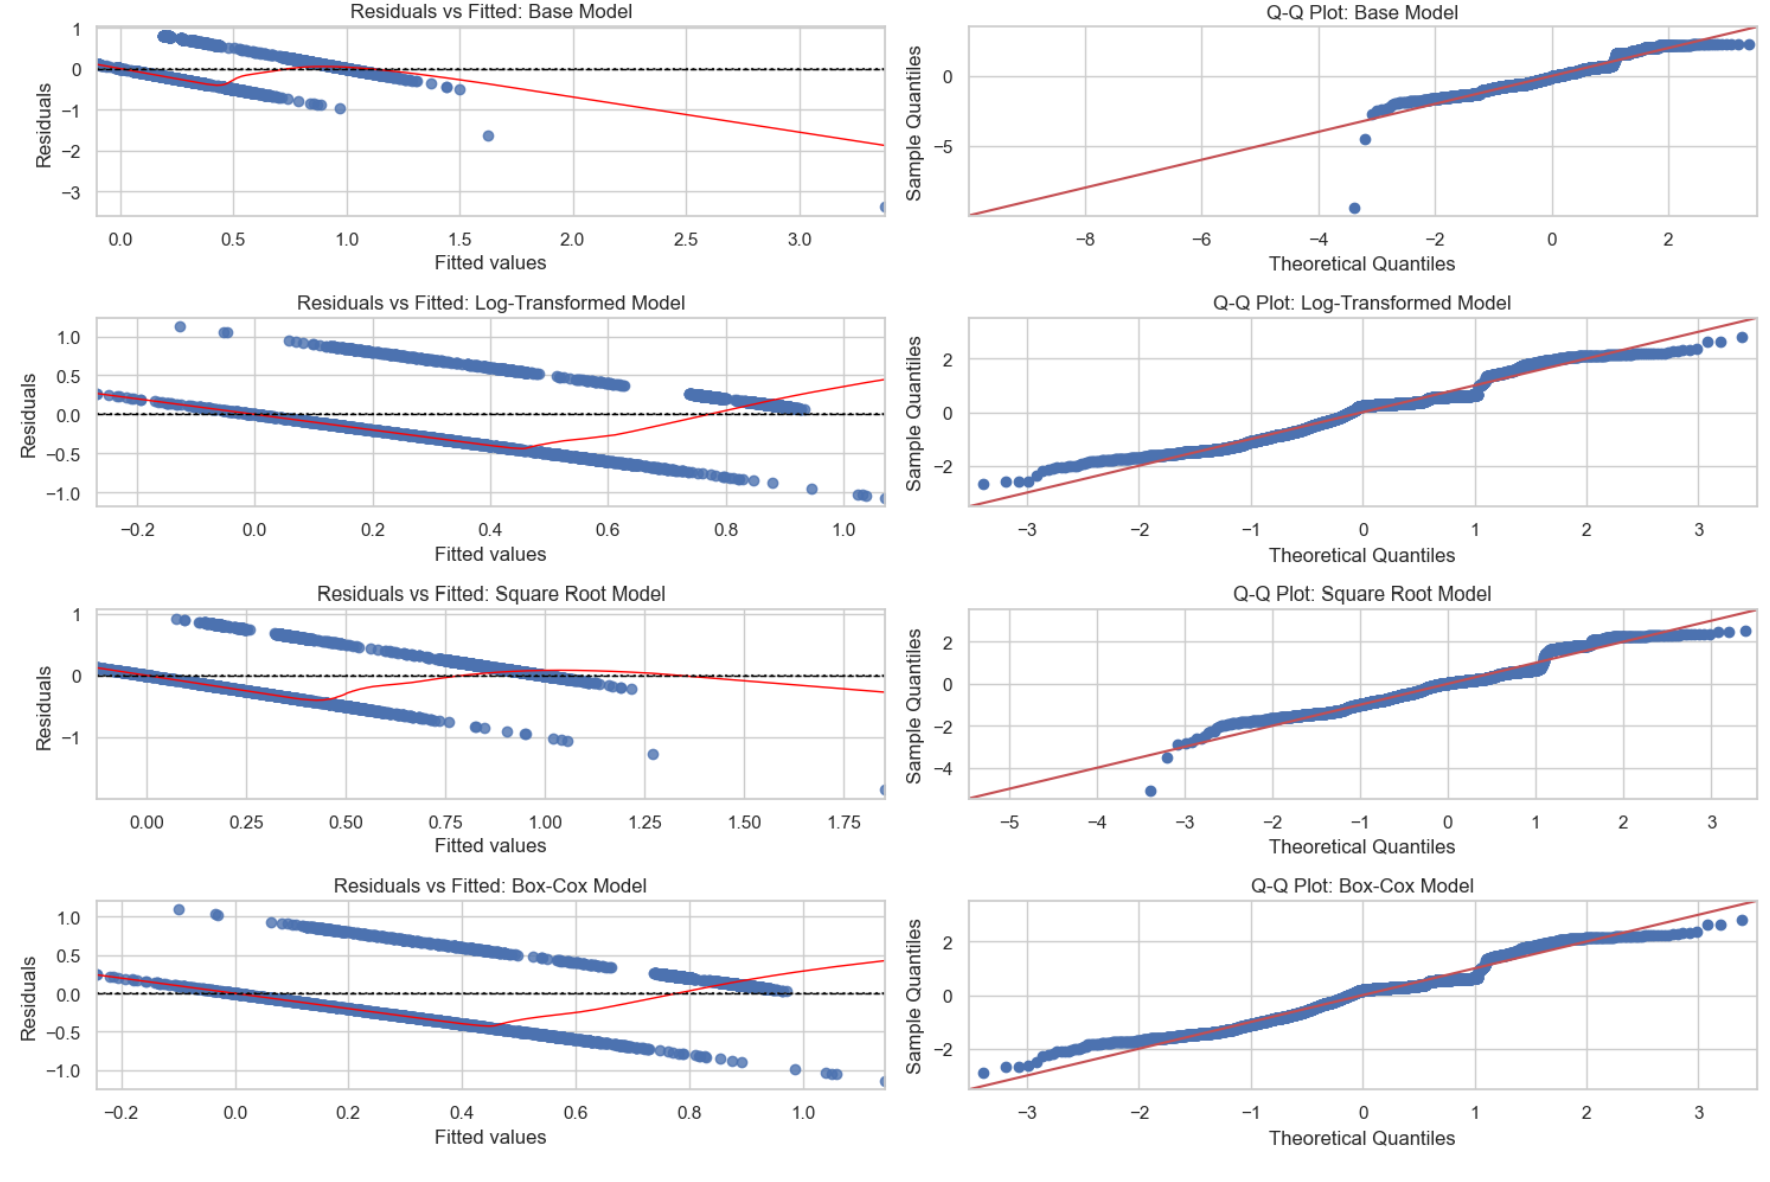 Residuals vs Fitted: Base Model
1
0
−1
−2
−3
Residuals
0.0 0.5 1.0 1.5 2.0 2.5 3.0
Fitted values
Q-Q Plot: Base Model
0
−5
Sample Quantiles
−8 −6 −4 −2 0 2
Theoretical Quantiles
Residuals vs Fitted: Log-Transformed Model
1.0
0.5
0.0
−0.5
−1.0
Residuals
−0.2 0.0 0.2 0.4 0.6 0.8 1.0
Fitted values
Q-Q Plot: Log-Transformed Model
2
0
−2
Sample Quantiles
−3 −2 −1 0 1 2 3
Theoretical Quantiles
Residuals vs Fitted: Square Root Model
1
0
−1
Residuals
0.00 0.25 0.50 0.75 1.00 1.25 1.50 1.75
Fitted values
Q-Q Plot: Square Root Model
2
0
−2
−4
Sample Quantiles
−5 −4 −3 −2 −1 0 1 2 3
Theoretical Quantiles
Residuals vs Fitted: Box-Cox Model
1.0
0.5
0.0
−0.5
−1.0
Residuals
−0.2 0.0 0.2 0.4 0.6 0.8 1.0
Fitted values
Q-Q Plot: Box-Cox Model
2
0
−2
Sample Quantiles
−3 −2 −1 0 1 2 3
Theoretical Quantiles